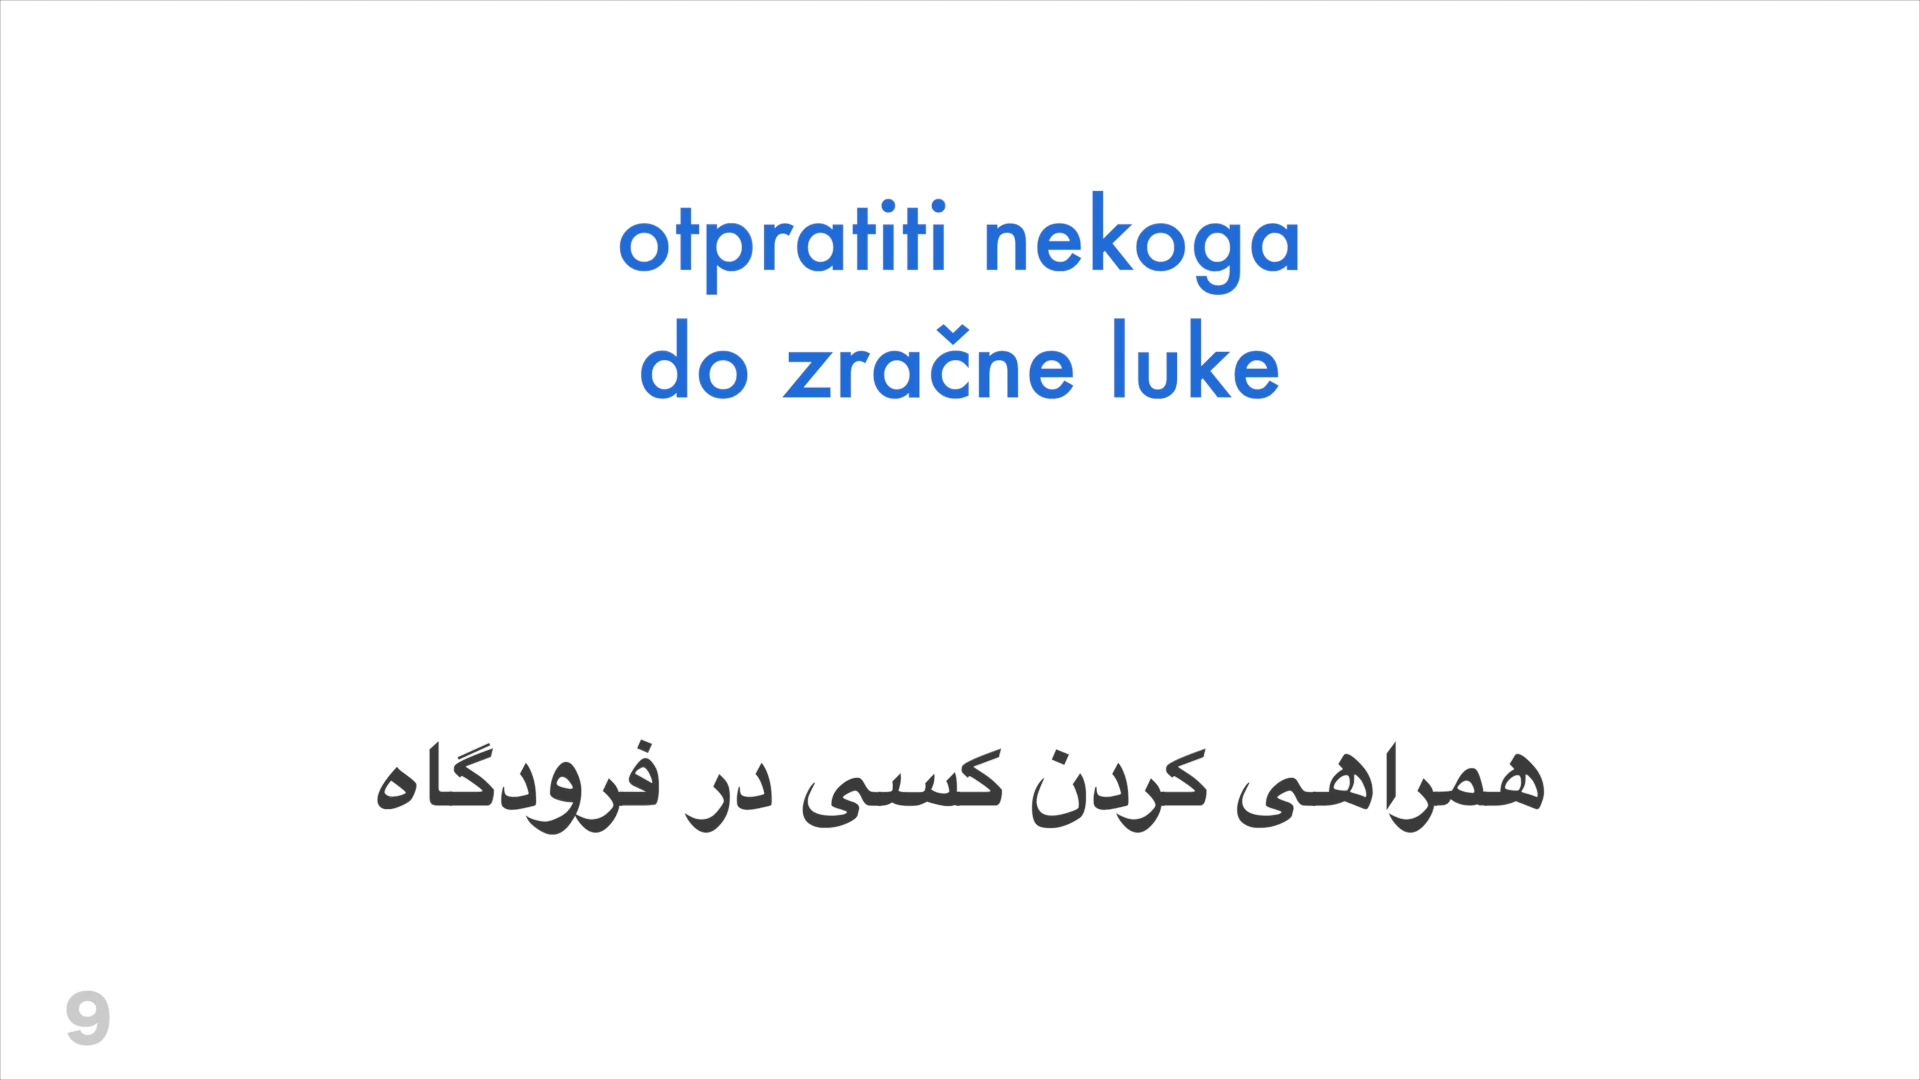 otpratiti nekoga
do zračne luke
همراهی کردن کسی در فرودگاه
9